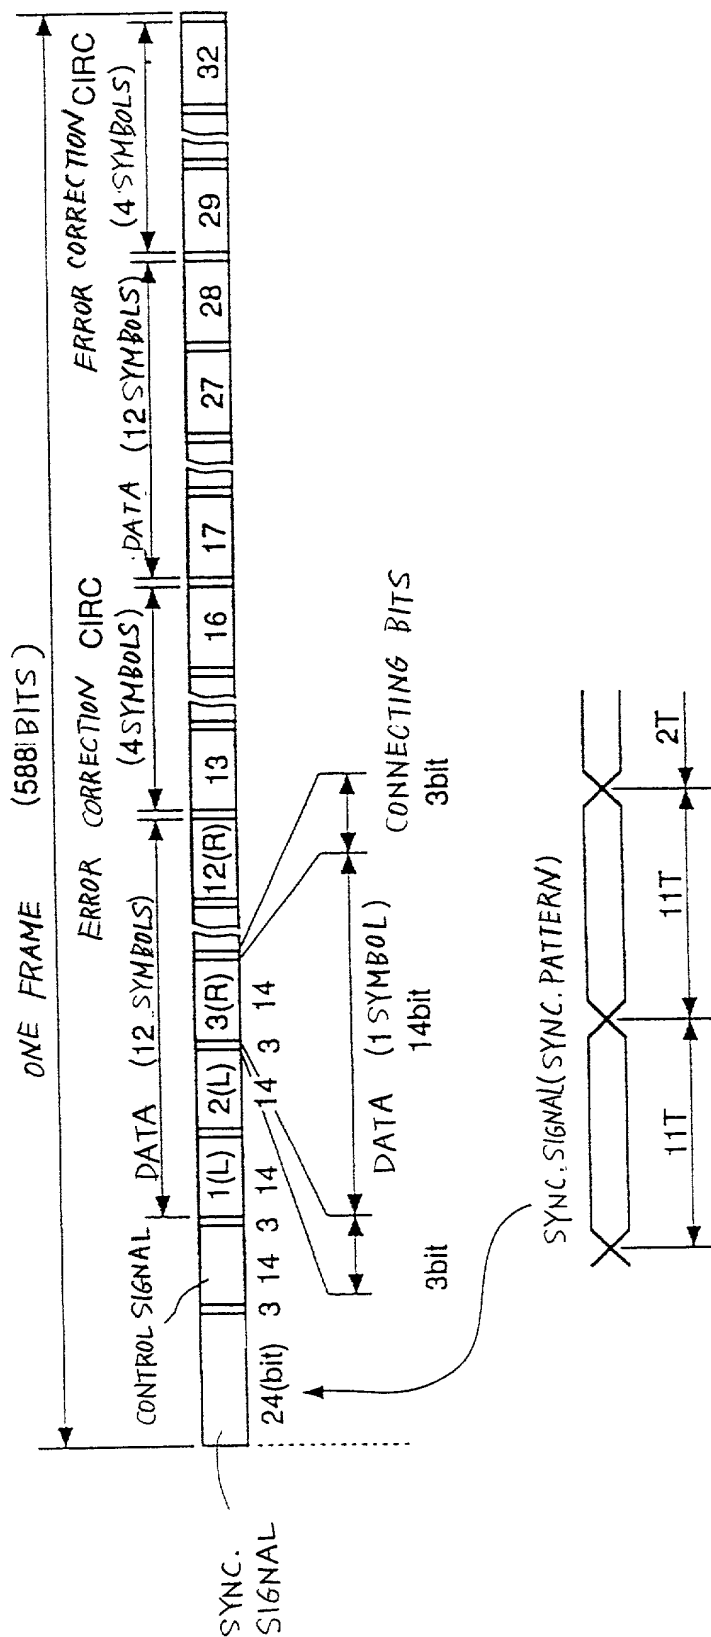 ONE FRAME (588 BITS)
ERROR CORRECTION CIRC
ERROR CORRECTION CIRC
CONTROL SIGNAL
DATA (12 SYMBOLS)
(4 SYMBOLS)
DATA (12 SYMBOLS)
(4 SYMBOLS)
1(L) 2(L) 3(R) 12(R) 13 16 17 27 28 29 32
24(bit) 3 14 3 14 14 3 14
SYNC.
SIGNAL
3bit
DATA (1 SYMBOL)
14bit
CONNECTING BITS
3bit
SYNC. SIGNAL (SYNC. PATTERN)
11T 11T 2T